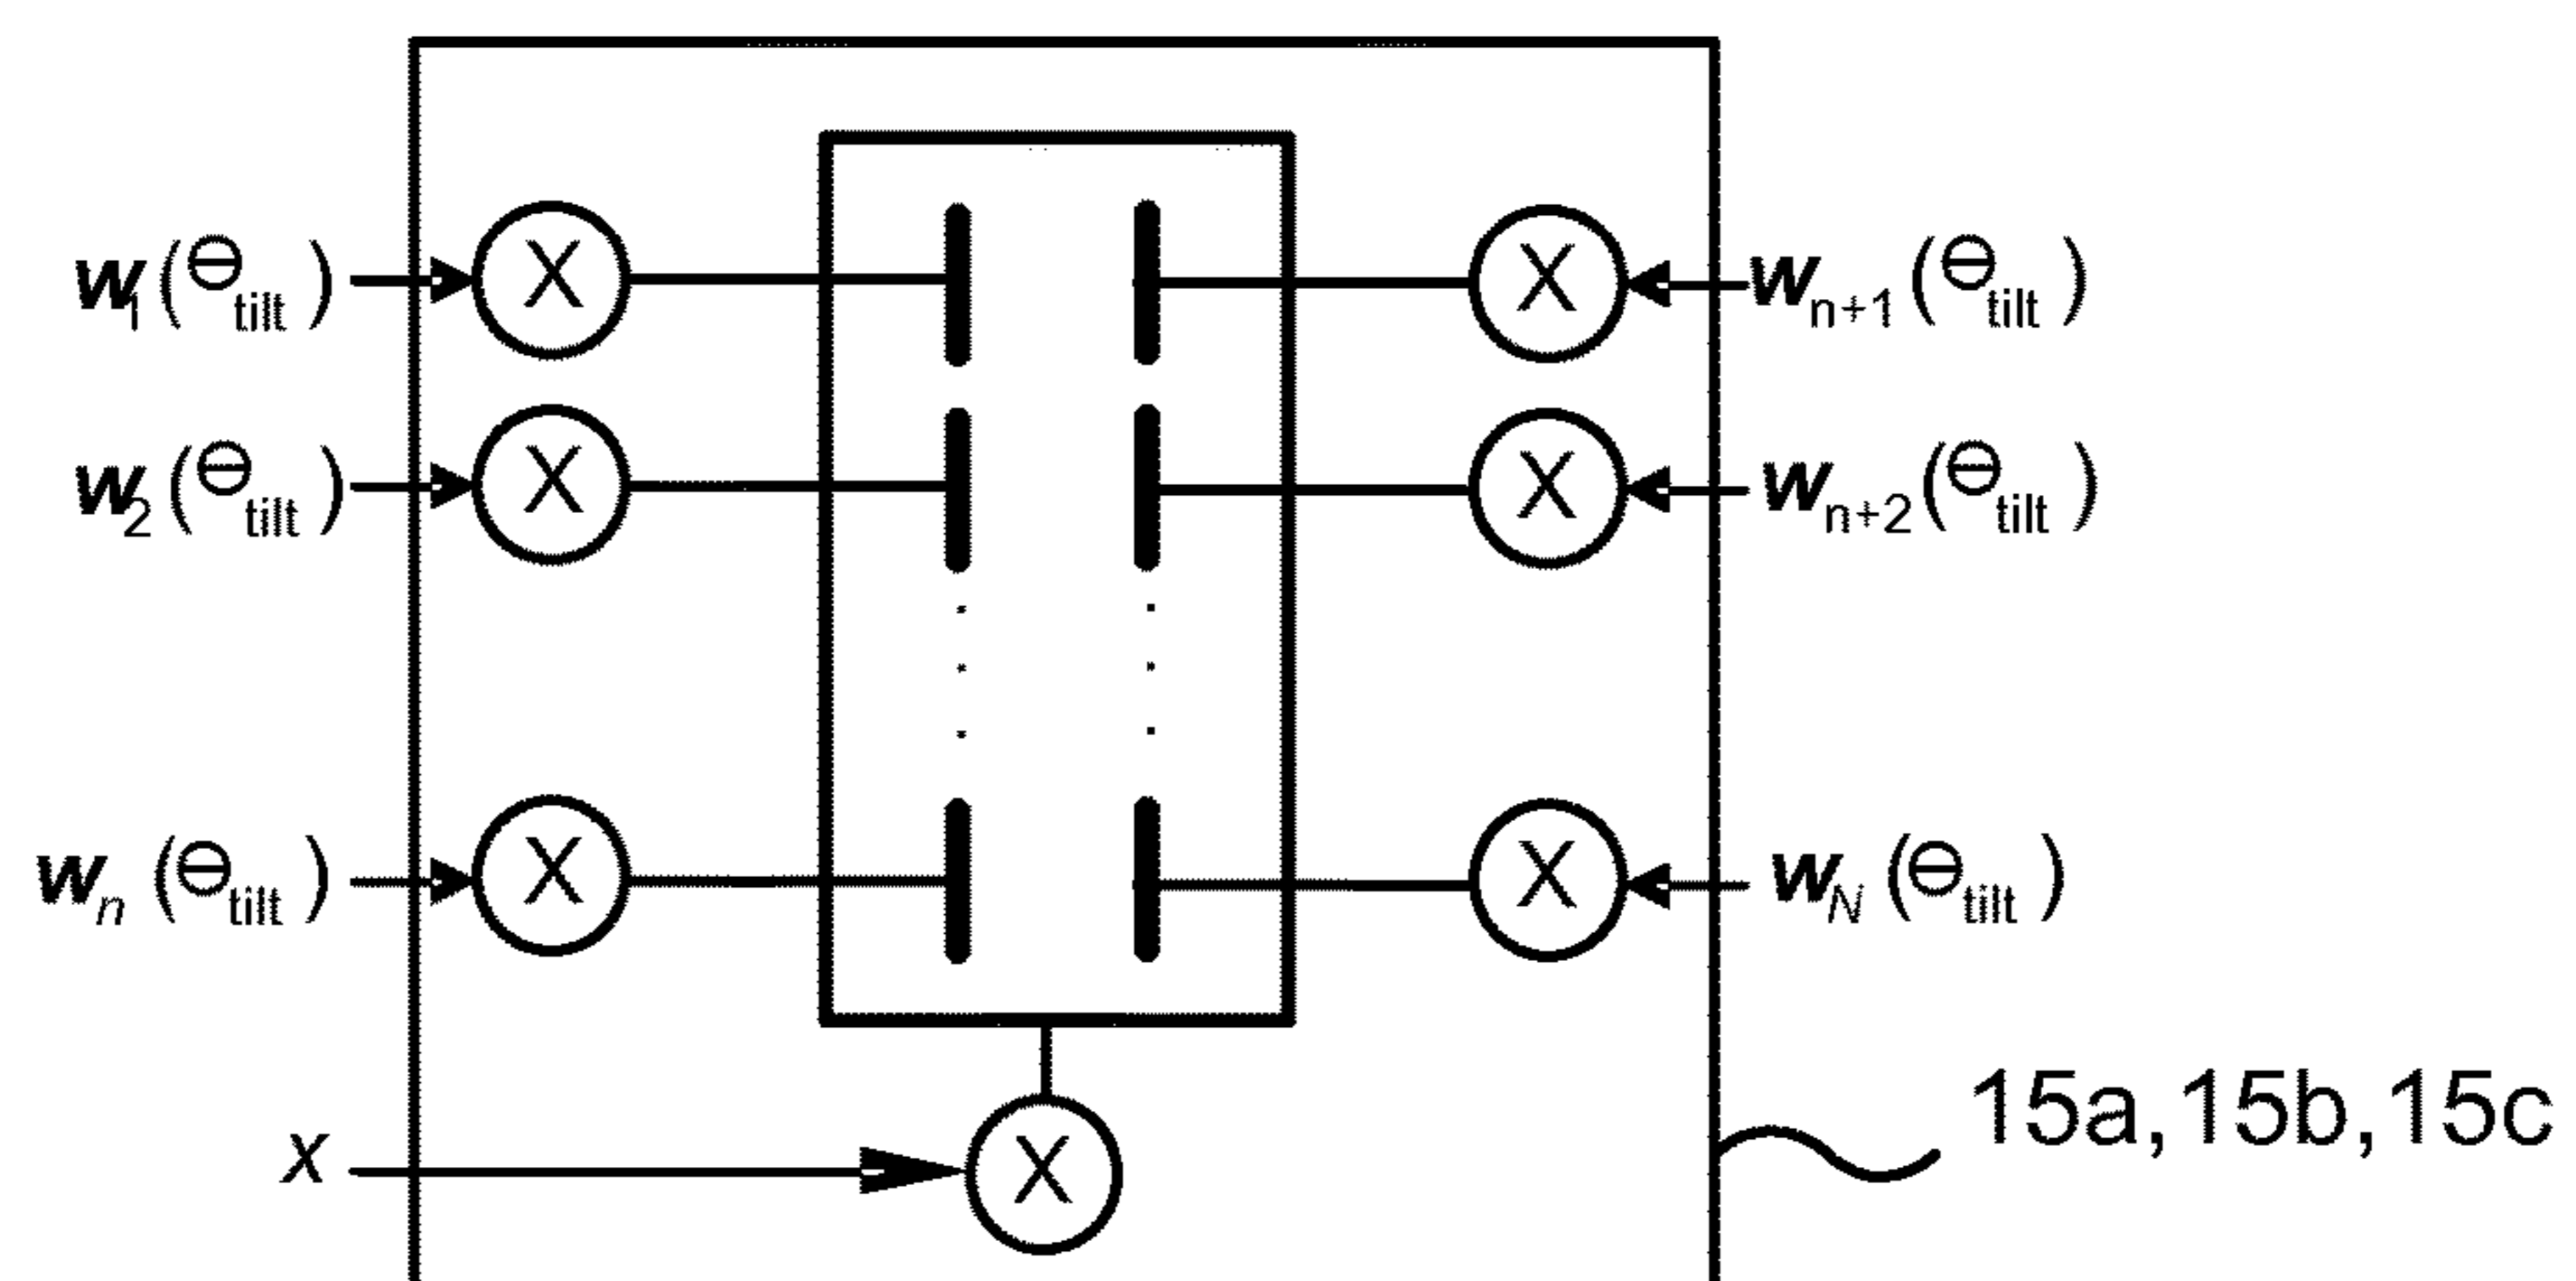 w1(Θtilt) X X wn+1(Θtilt)
w2(Θtilt) X X wn+2(Θtilt)
wn(Θtilt) X X wN(Θtilt)
x X 15a,15b,15c